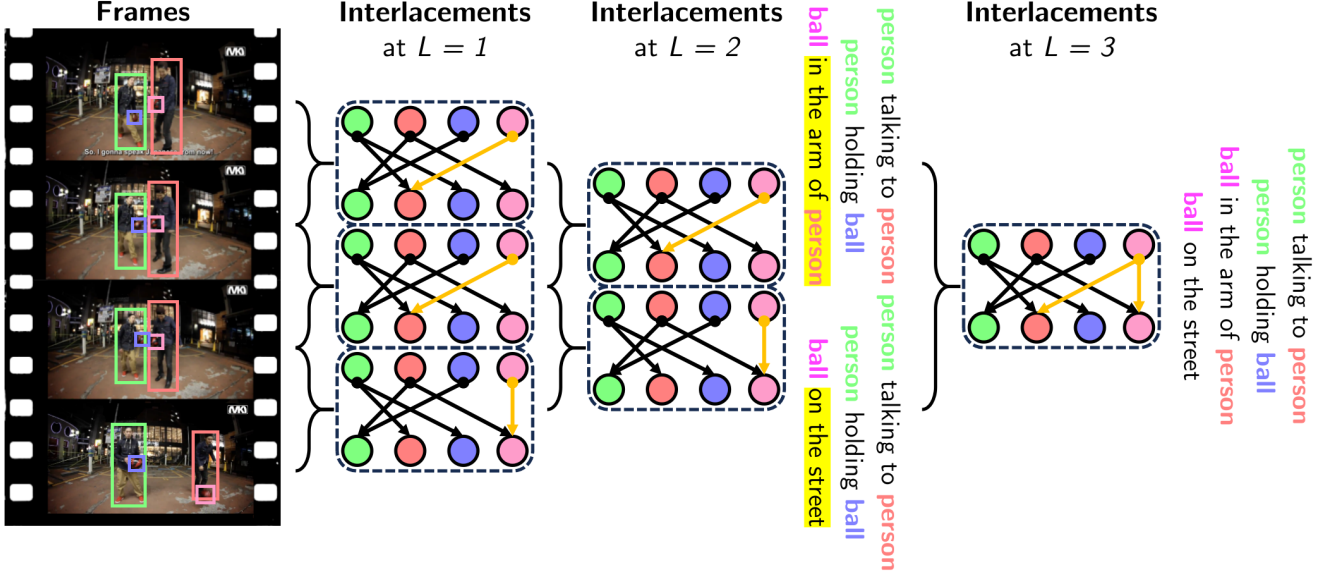 Frames
Interlacements
at L = 1
Interlacements
at L = 2
person talking to person
person holding ball
ball in the arm of person
person talking to person
person holding ball
ball on the street
Interlacements
at L = 3
person talking to person
person holding ball
ball in the arm of person
ball on the street